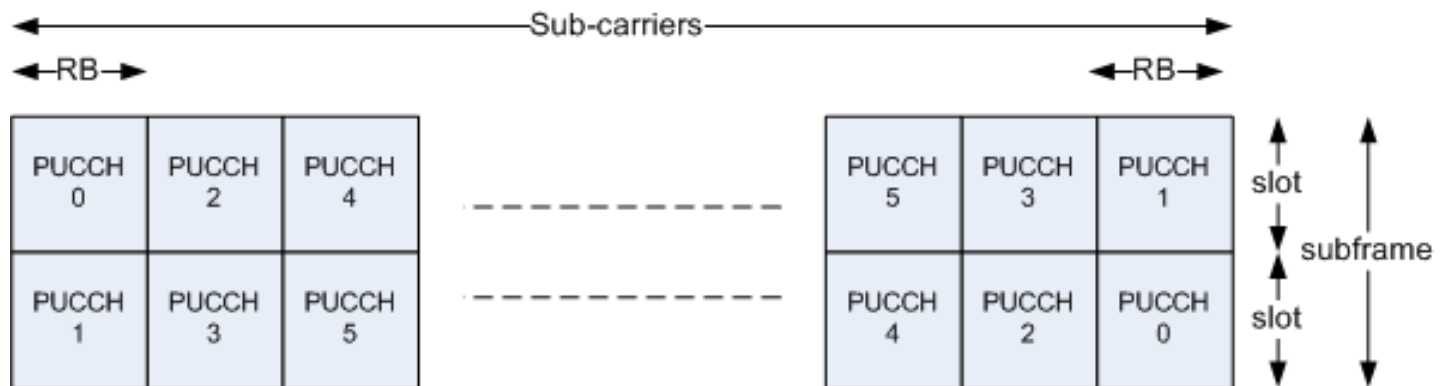 Sub-carriers
RB RB
PUCCH PUCCH PUCCH PUCCH PUCCH PUCCH
0 2 4 5 3 1
slot
subframe
PUCCH PUCCH PUCCH PUCCH PUCCH PUCCH
1 3 5 4 2 0
slot